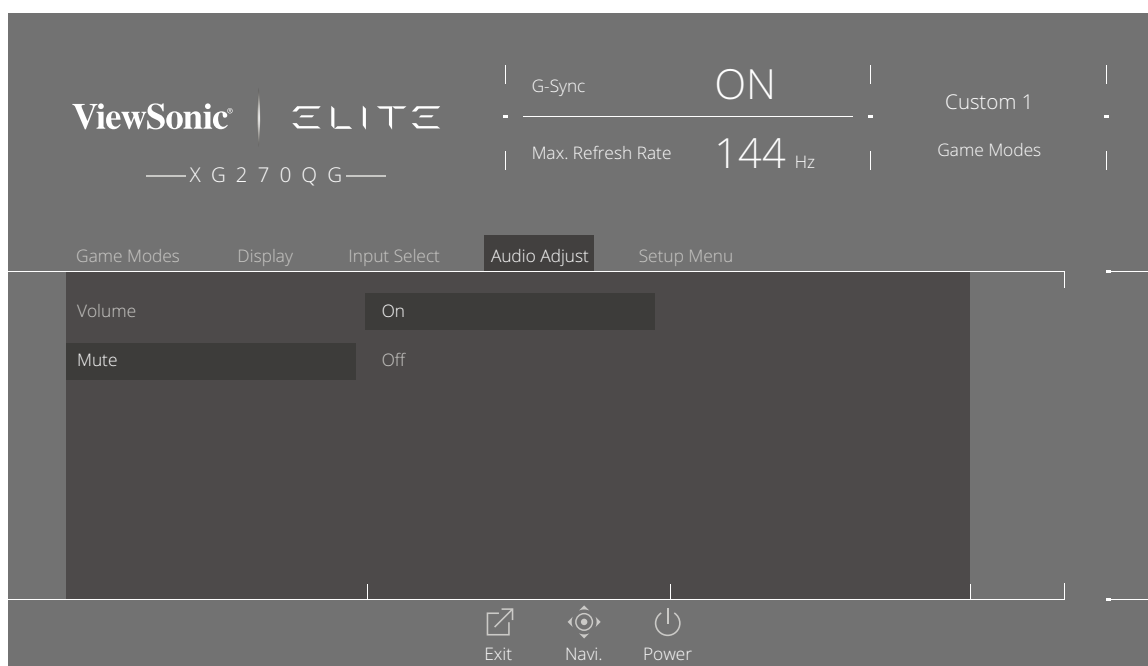 ViewSonic® ELITE
XG270QG
G-Sync ON
Max. Refresh Rate 144 Hz
Custom 1
Game Modes
Game Modes Display Input Select Audio Adjust Setup Menu
Volume On
Mute Off
Exit Navi. Power